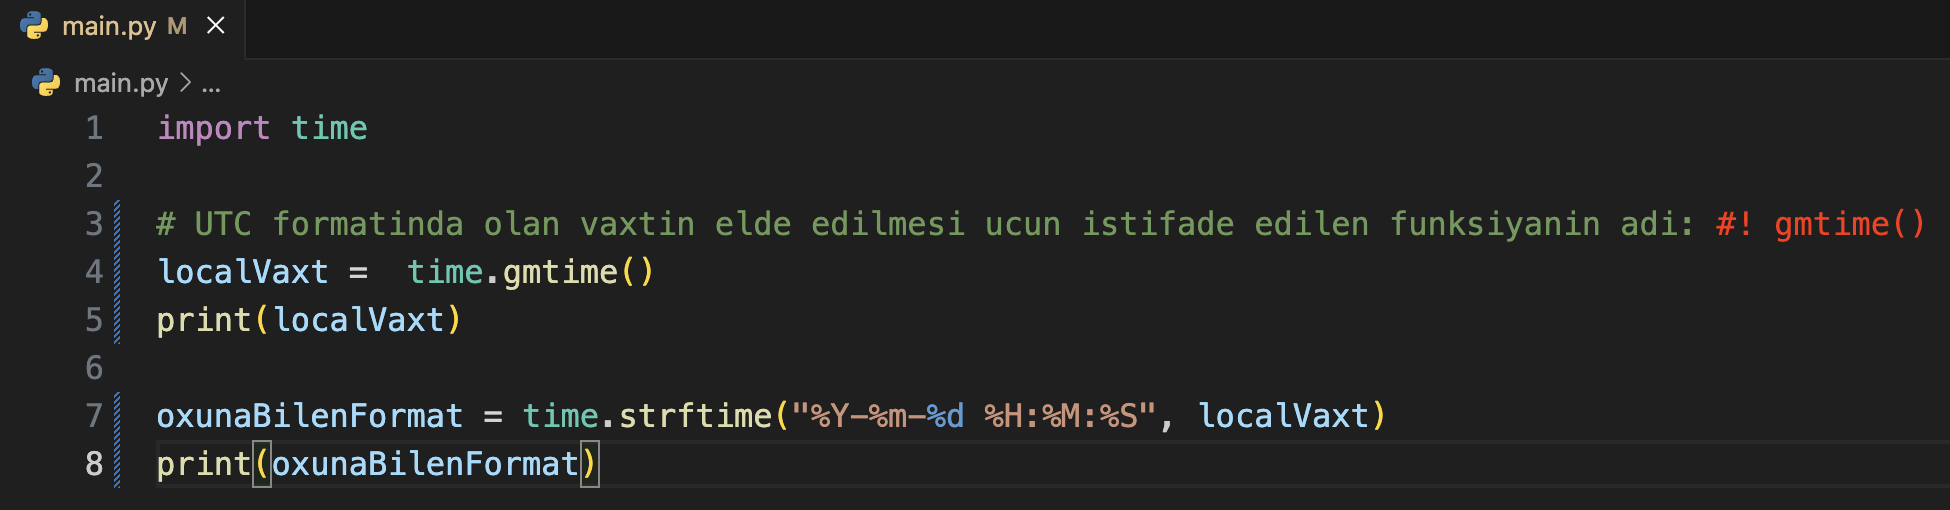 main.py M
main.py > ...
1 import time
2
3 # UTC formatinda olan vaxtin elde edilmesi ucun istifade edilen funksiyanin adi: #! gmtime()
4 localVaxt =  time.gmtime()
5 print(localVaxt)
6
7 oxunaBilenFormat = time.strftime("%Y-%m-%d %H:%M:%S", localVaxt)
8 print(oxunaBilenFormat)